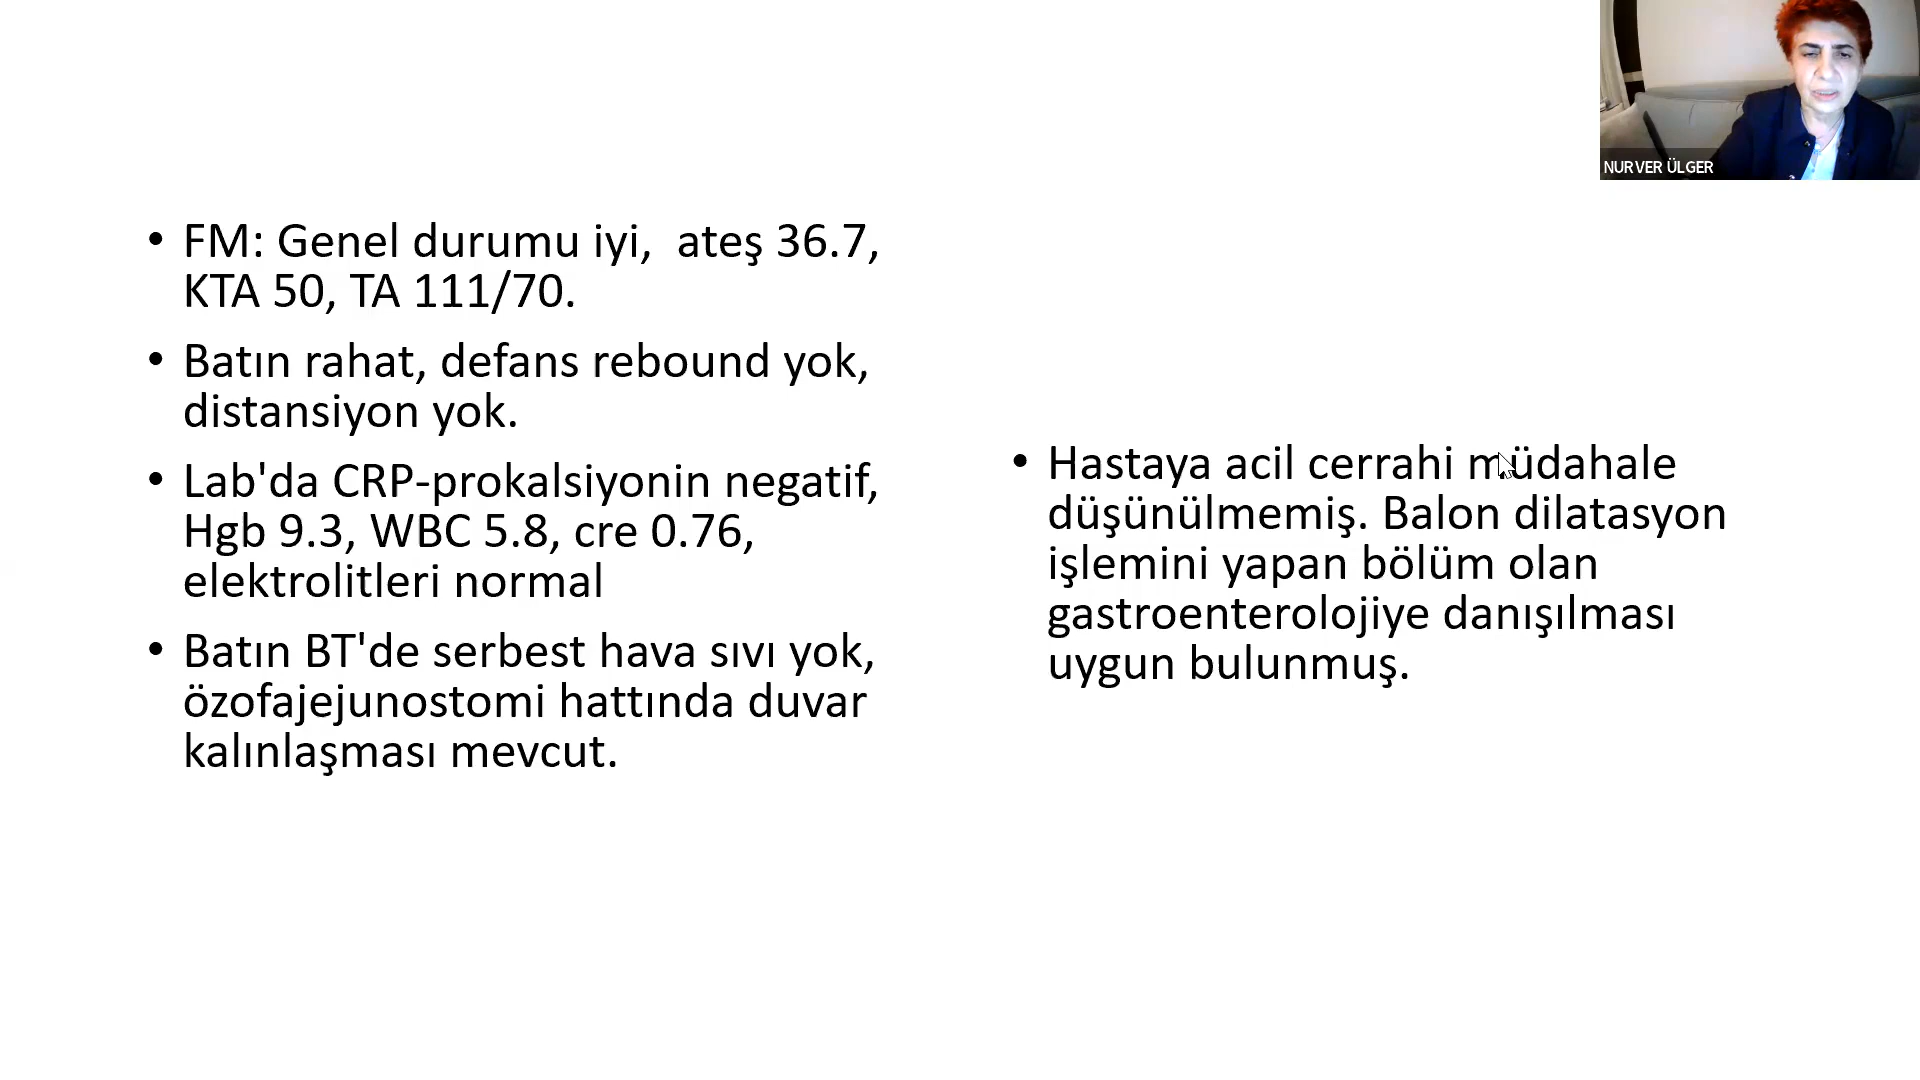 NURVER ÜLGER
• FM: Genel durumu iyi, ateş 36.7,
KTA 50, TA 111/70.
• Batın rahat, defans rebound yok,
distansiyon yok.
• Lab'da CRP-prokalsiyonin negatif,
Hgb 9.3, WBC 5.8, cre 0.76,
elektrolitleri normal
• Batın BT'de serbest hava sıvı yok,
özofajejunostomi hattında duvar
kalınlaşması mevcut.
• Hastaya acil cerrahi müdahale
düşünülmemiş. Balon dilatasyon
işlemini yapan bölüm olan
gastroenterolojiye danışılması
uygun bulunmuş.